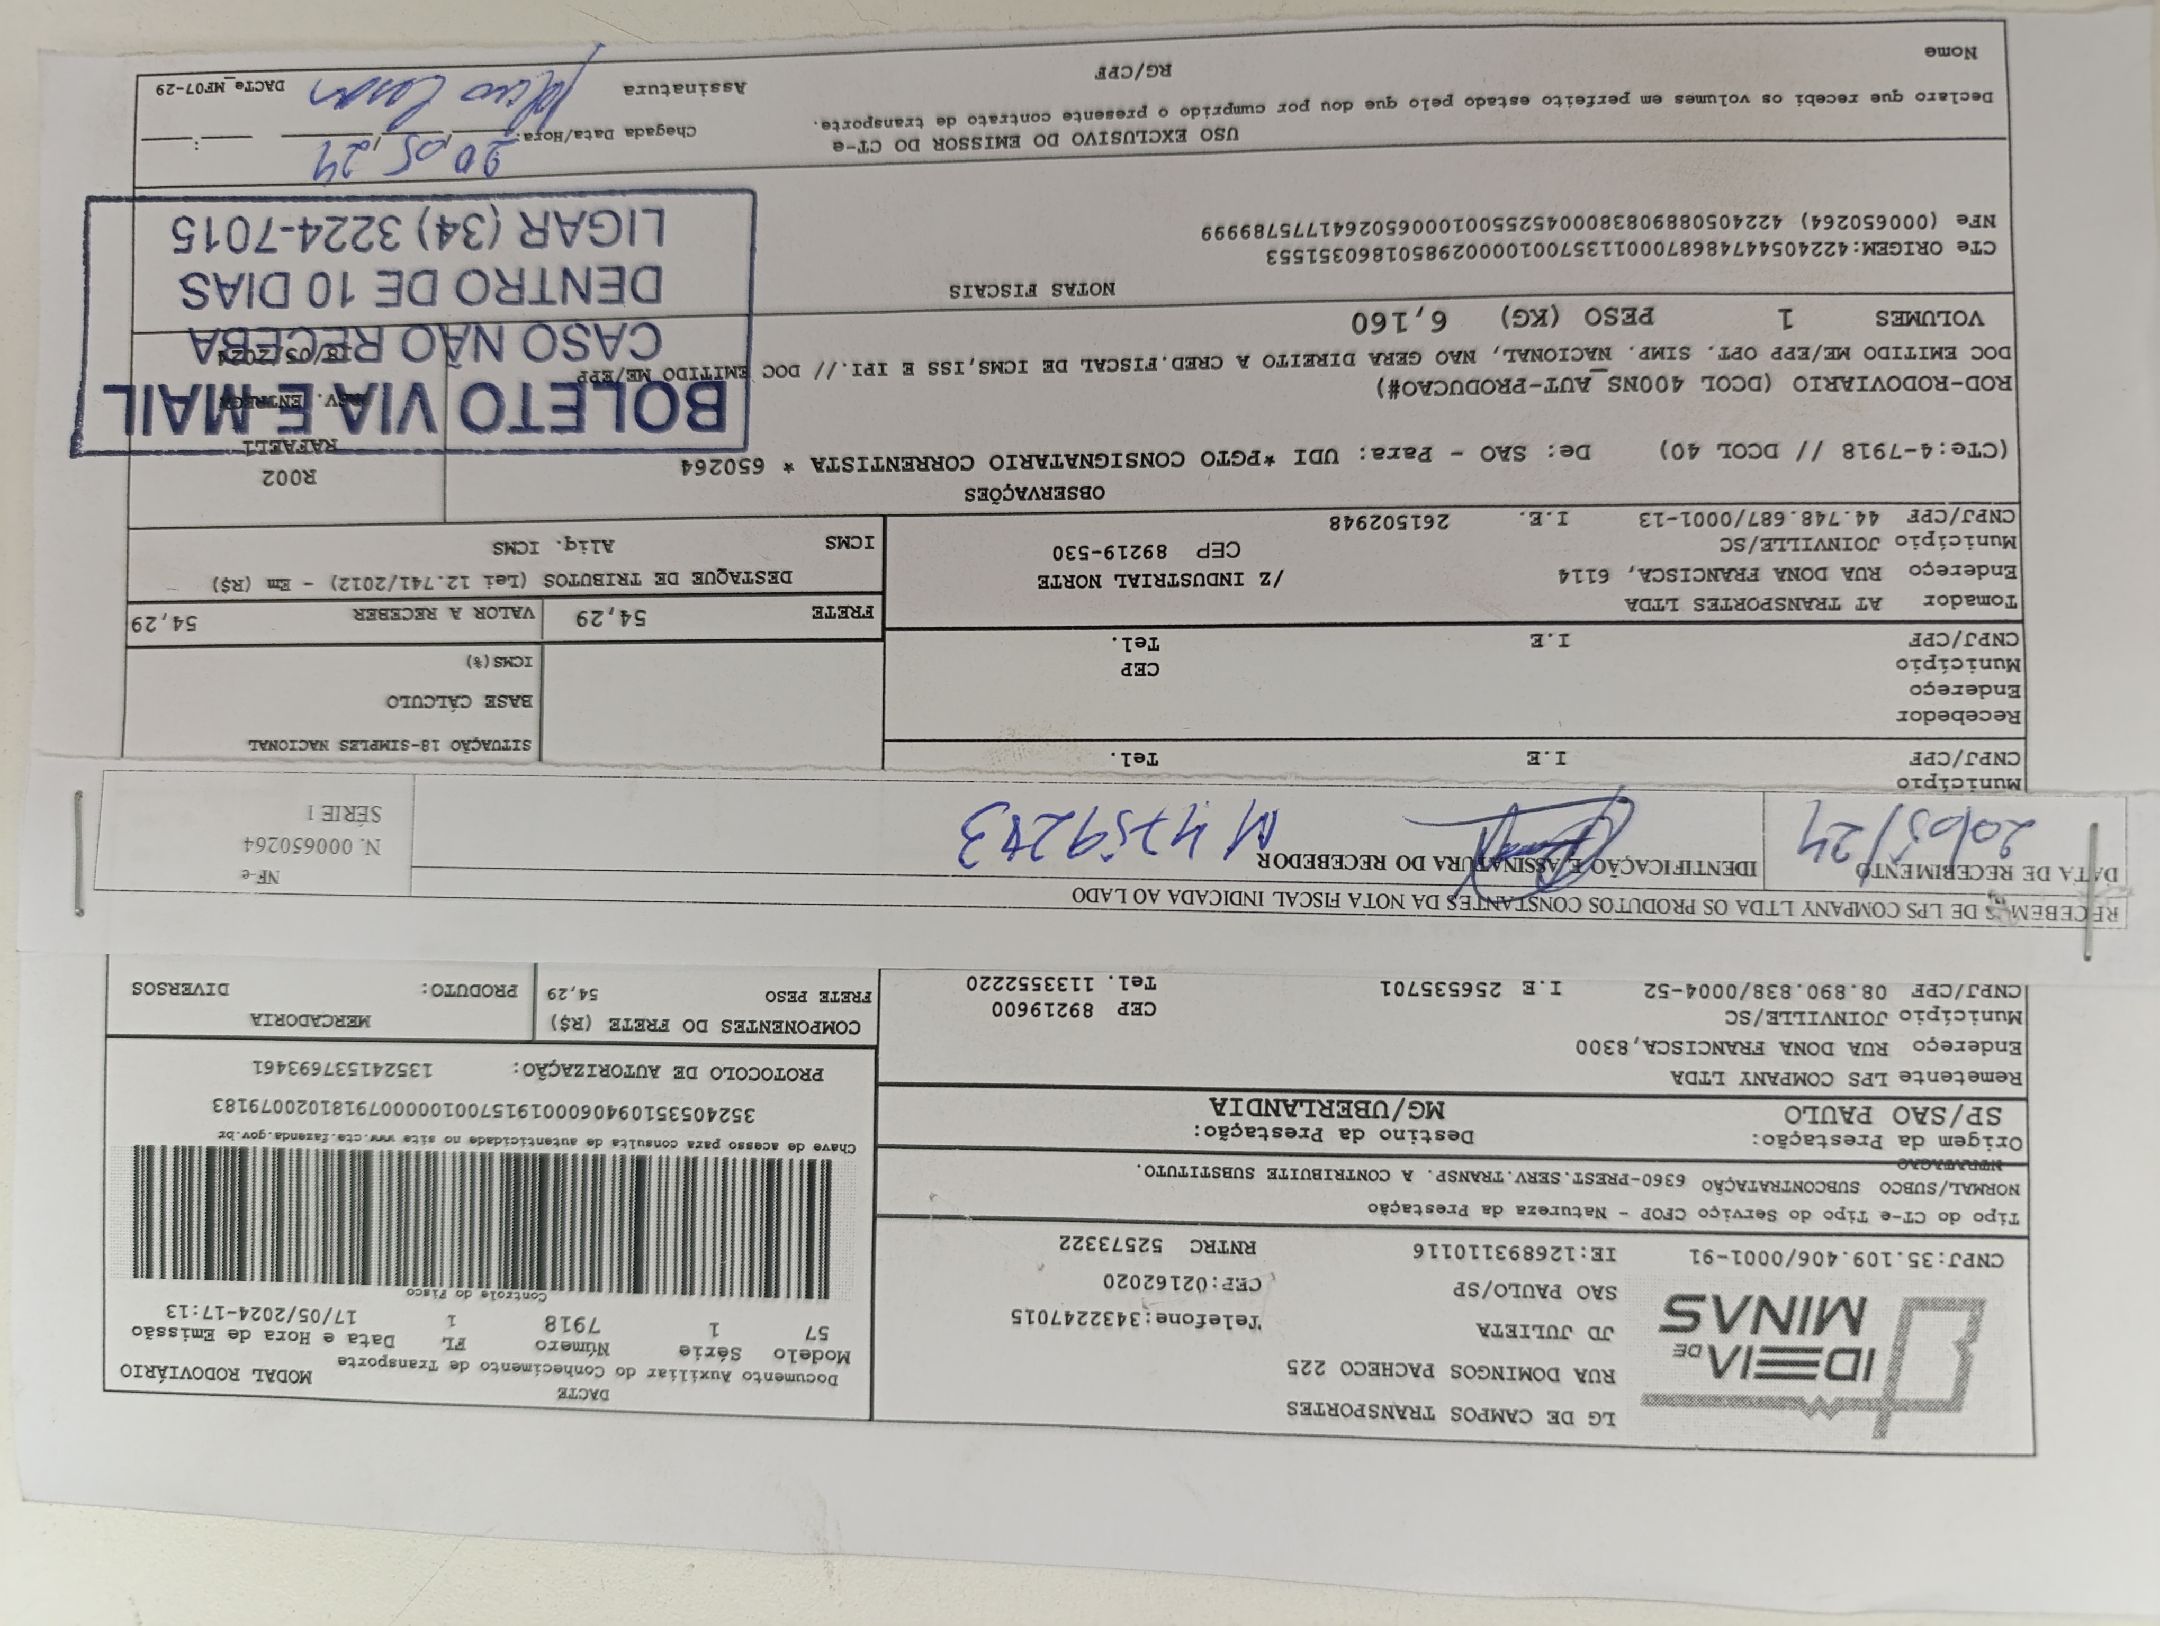 IDEIA DE
MINAS
LG DE CAMPOS TRANSPORTES
RUA DOMINGOS PACHECO 225
JD JULIETA
Telefone:3432247015
SAO PAULO/SP
CEP:02162020
CNPJ:35.109.406/0001-91 IE:126893110116 RNTRC 52573322
DACTE
Documento Auxiliar do Conhecimento de Transporte
MODAL RODOVIÁRIO
Modelo Série Número FL Data e Hora de Emissão
57 1 7918 1 17/05/2024-17:13
Controle do Fisco
Chave de acesso para consulta de autenticidade no site www.cte.fazenda.gov.br
35240535109406000191570010000079181020079183
PROTOCOLO DE AUTORIZAÇÃO: 135241537693461
Tipo do CT-e Tipo do Serviço CFOP - Natureza da Prestação
NORMAL/SUBCO SUBCONTRATAÇÃO 6360-PREST.SERV.TRANSP. A CONTRIBUITE SUBSTITUTO.
NTRATACAO
Origem da Prestação: Destino da Prestação:
SP/SAO PAULO MG/UBERLANDIA
Remetente LPS COMPANY LTDA
Endereço RUA DONA FRANCISCA,8300
Município JOINVILLE/SC CEP 89219600
CNPJ/CPF 08.890.838/0004-52 I.E 256535701 Tel. 1133552220
COMPONENTES DO FRETE (R$) MERCADORIA
FRETE PESO 54,29 PRODUTO: DIVERSOS
RECEBEMOS DE LPS COMPANY LTDA OS PRODUTOS CONSTANTES DA NOTA FISCAL INDICADA AO LADO
DATA DE RECEBIMENTO IDENTIFICAÇÃO E ASSINATURA DO RECEBEDOR
20/05/24 M 4759243
NF-e
N. 000650264
SÉRIE 1
Município
CNPJ/CPF I.E Tel.
Recebedor
Endereço
Município CEP
CNPJ/CPF I.E Tel.
SITUAÇÃO 18-SIMPLES NACIONAL
BASE CÁLCULO
ICMS(%)
Tomador AT TRANSPORTES LTDA
Endereço RUA DONA FRANCISCA, 6114 /Z INDUSTRIAL NORTE
Município JOINVILLE/SC CEP 89219-530
CNPJ/CPF 44.748.687/0001-13 I.E. 261502948
FRETE 54,29 VALOR A RECEBER 54,29
DESTAQUE DE TRIBUTOS (Lei 12.741/2012) - Em (R$)
ICMS Aliq. ICMS
OBSERVAÇÕES
(CTe:4-7918 // DCOL 40) De: SAO - Para: UDI *PGTO CONSIGNATARIO CORRENTISTA * 650264
ROD-RODOVIARIO (DCOL 400NS_AUT-PRODUCAO#)
DOC EMITIDO ME/EPP OPT. SIMP. NACIONAL, NAO GERA DIREITO A CRED.FISCAL DE ICMS,ISS E IPI.// DOC EMITIDO ME/EPP
R002
RAFAEL1
PREV. ENTREGA
18/05/2024
BOLETO VIA E-MAIL
CASO NÃO RECEBA
DENTRO DE 10 DIAS
LIGAR (34) 3224-7015
VOLUMES 1 PESO (KG) 6,160
NOTAS FISCAIS
CTe ORIGEM:42240544748687000113570010000298501860351553
NFe (000650264) 42240508890838000452550010006502641777578 9999
USO EXCLUSIVO DO EMISSOR DO CT-e
Declaro que recebi os volumes em perfeito estado pelo que dou por cumprido o presente contrato de transporte.
Chegada Data/Hora: 20,05,24
Nome RG/CPF Assinatura
DACTe_MF07-29